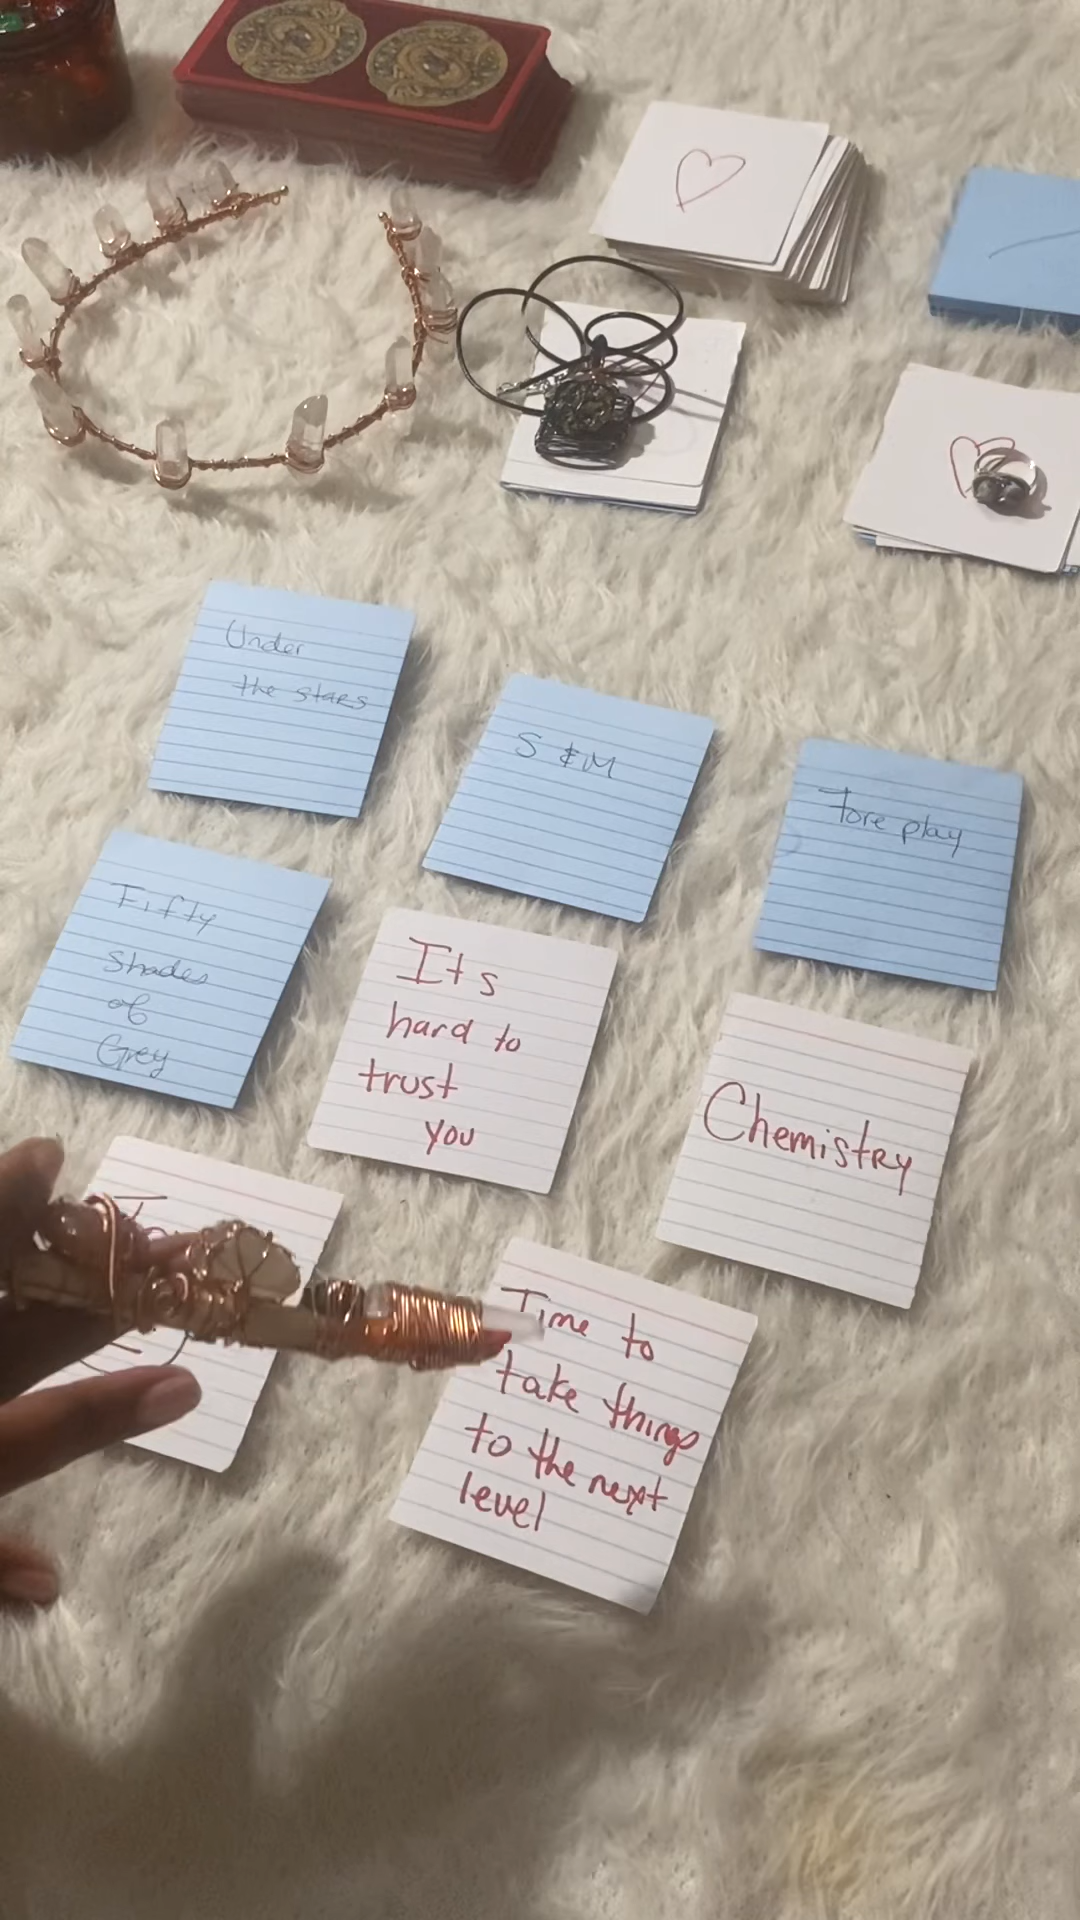 Under
the stars
S & M
Fore play
Fifty
Shades
of
Grey
It's
hard to
trust
you
Chemistry
Time to
take things
to the next
level